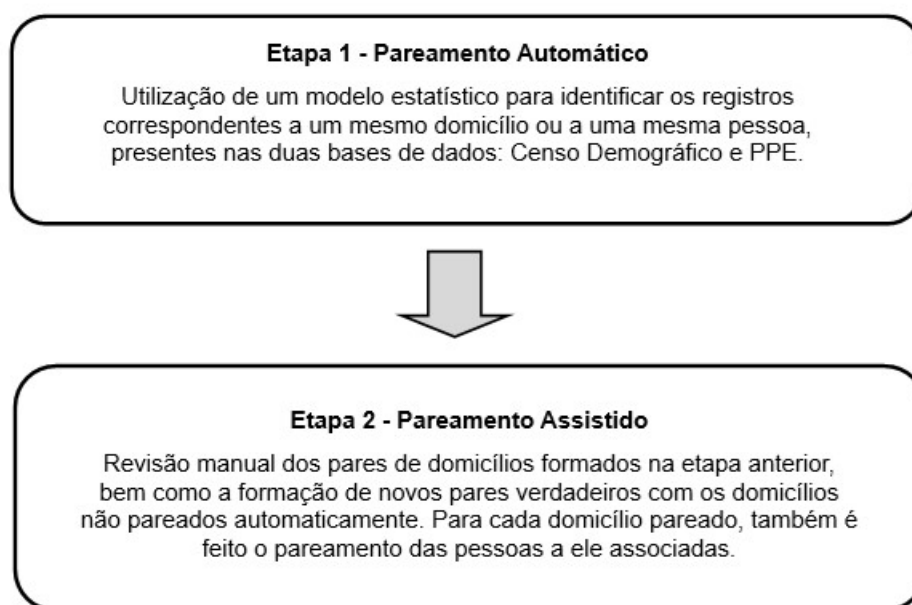 Etapa 1 - Pareamento Automático
Utilização de um modelo estatístico para identificar os registros
correspondentes a um mesmo domicílio ou a uma mesma pessoa,
presentes nas duas bases de dados: Censo Demográfico e PPE.
Etapa 2 - Pareamento Assistido
Revisão manual dos pares de domicílios formados na etapa anterior,
bem como a formação de novos pares verdadeiros com os domicílios
não pareados automaticamente. Para cada domicílio pareado, também é
feito o pareamento das pessoas a ele associadas.